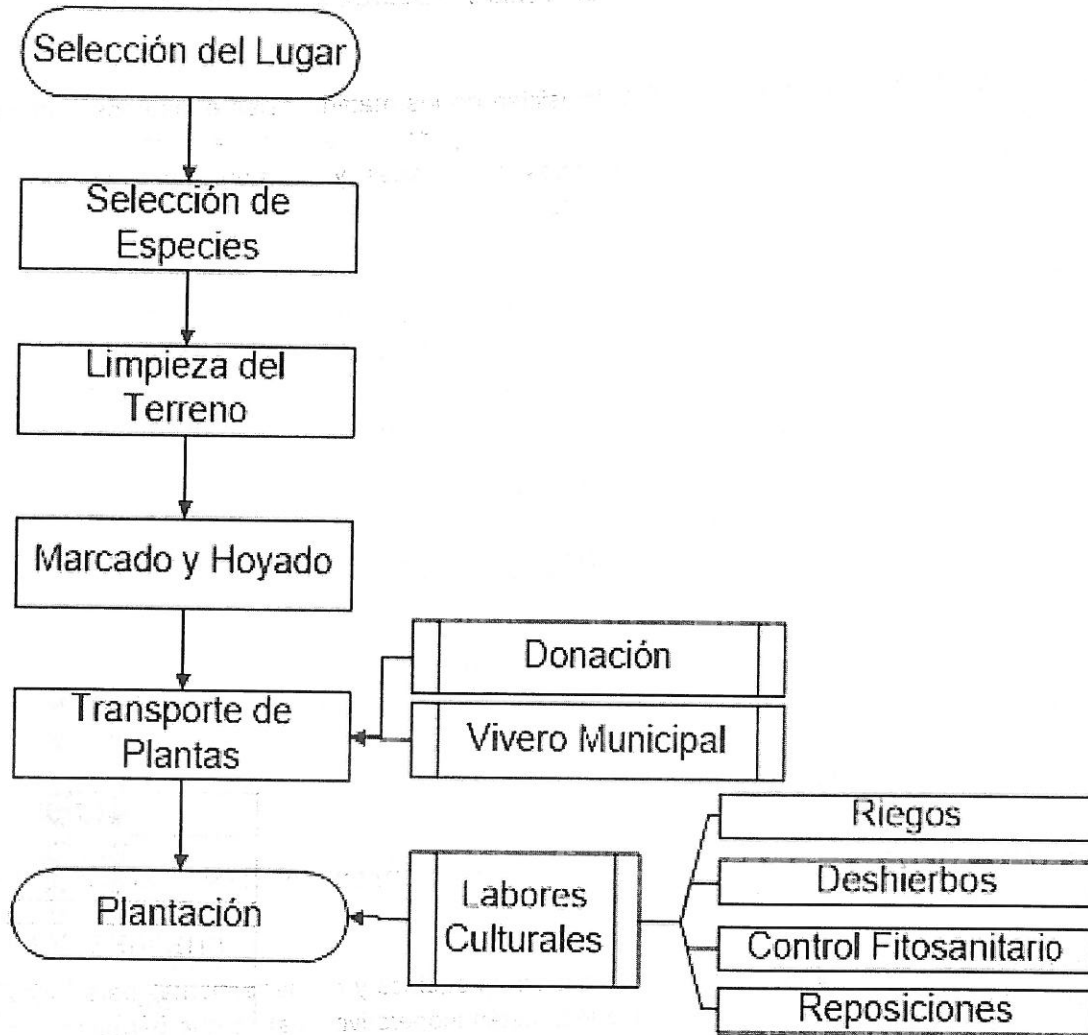 Selección del Lugar
Selección de
Especies
Limpieza del
Terreno
Marcado y Hoyado
Transporte de
Plantas
Donación
Vivero Municipal
Plantación
Labores
Culturales
Riegos
Deshierbos
Control Fitosanitario
Reposiciones